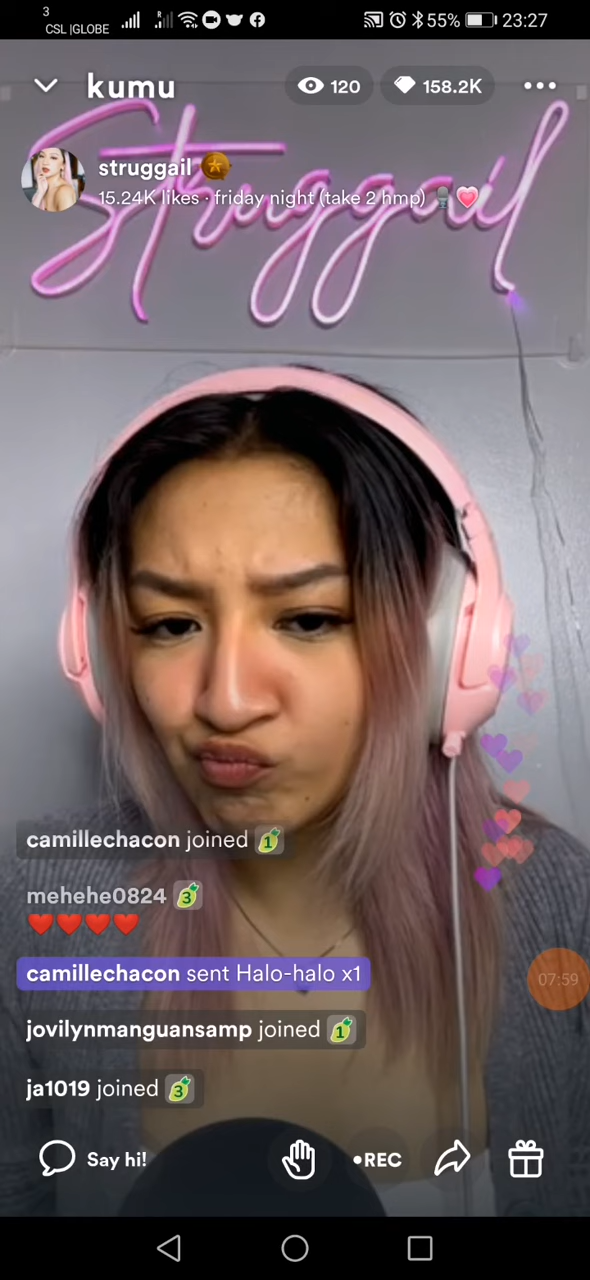 3
CSL |GLOBE
55%
23:27
kumu
120
158.2K
struggail
15.24K likes · friday night (take 2 hmp)
Struggail
camillechacon joined 1
mehehe0824 3
camillechacon sent Halo-halo x1
07:59
jovilynmanguansamp joined 1
ja1019 joined 3
Say hi!
•REC